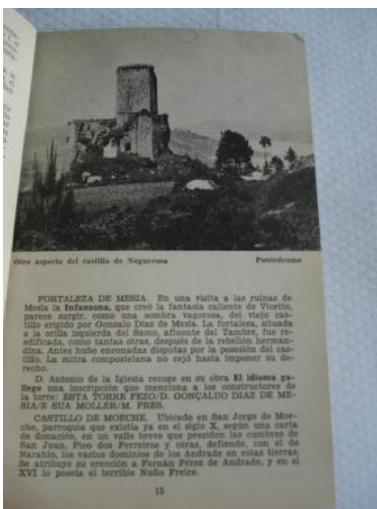 Otro aspecto del castillo de Noguerosa Pontedeume
FORTALEZA DE MESIA. En una visita a las ruinas de
Mesía la Infanzona, que creó la fantasía caliente de Vicetto,
parece surgir, como una sombra vagorosa, del viejo cas-
tillo erigido por Gonsalo Díaz de Mesía. La fortaleza, situada
a la orilla izquierda del Samo, afluente del Tambre, fue re-
edificada, como tantas otras, después de la rebelión herman-
dina. Antes hubo enconadas disputas por la posesión del cas-
tillo. La mitra compostelana no cejó hasta imponer su de-
recho.
D. Antonio de la Iglesia recoge en su obra El idioma ga-
llego una inscripción que menciona a los constructores de
la torre: ESTA TORRE FEZO/D. GONÇALUO DIAZ DE ME-
SIA/E SUA MOLLER/M. FRES.
CASTILLO DE MOECHE. Ubicado en San Jorge de Moe-
che, parroquia que existía ya en el siglo X, según una carta
de donación, en un valle breve que presiden las cumbres de
San Juan, Pico dos Ferreiros y otras, defiende, con el de
Narahío, los vastos dominios de los Andrade en estas tierras.
Se atribuye su erección a Fernán Pérez de Andrade, y en el
XVI lo poseía el terrible Nuño Freire.
15